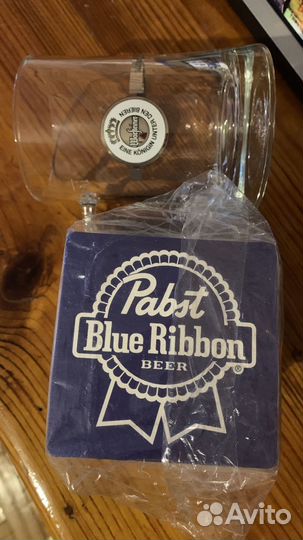 EINE KÖNIGIN UNTER DEN BIEREN
Pabst
Blue Ribbon
BEER
®
Avito